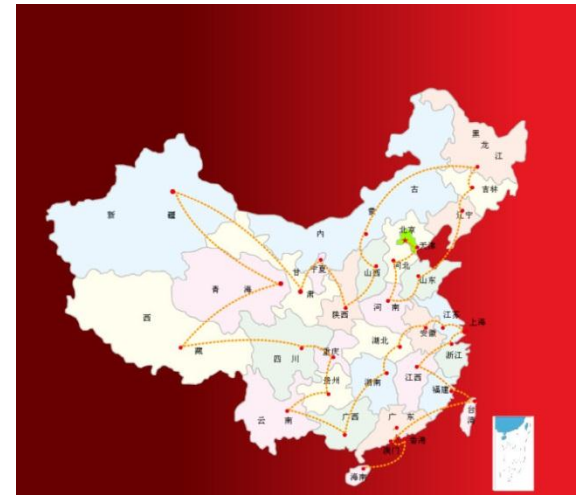 黑
龙
江
吉林
辽宁
内
蒙
古
新
疆
北京
天津
河北
山西
山东
宁夏
甘
肃
青
海
陕西
河
南
江苏
上海
安徽
湖北
浙江
西
藏
四
川
重庆
贵州
湖南
江西
福建
云
南
广西
广
东
台
湾
香港
澳门
海南